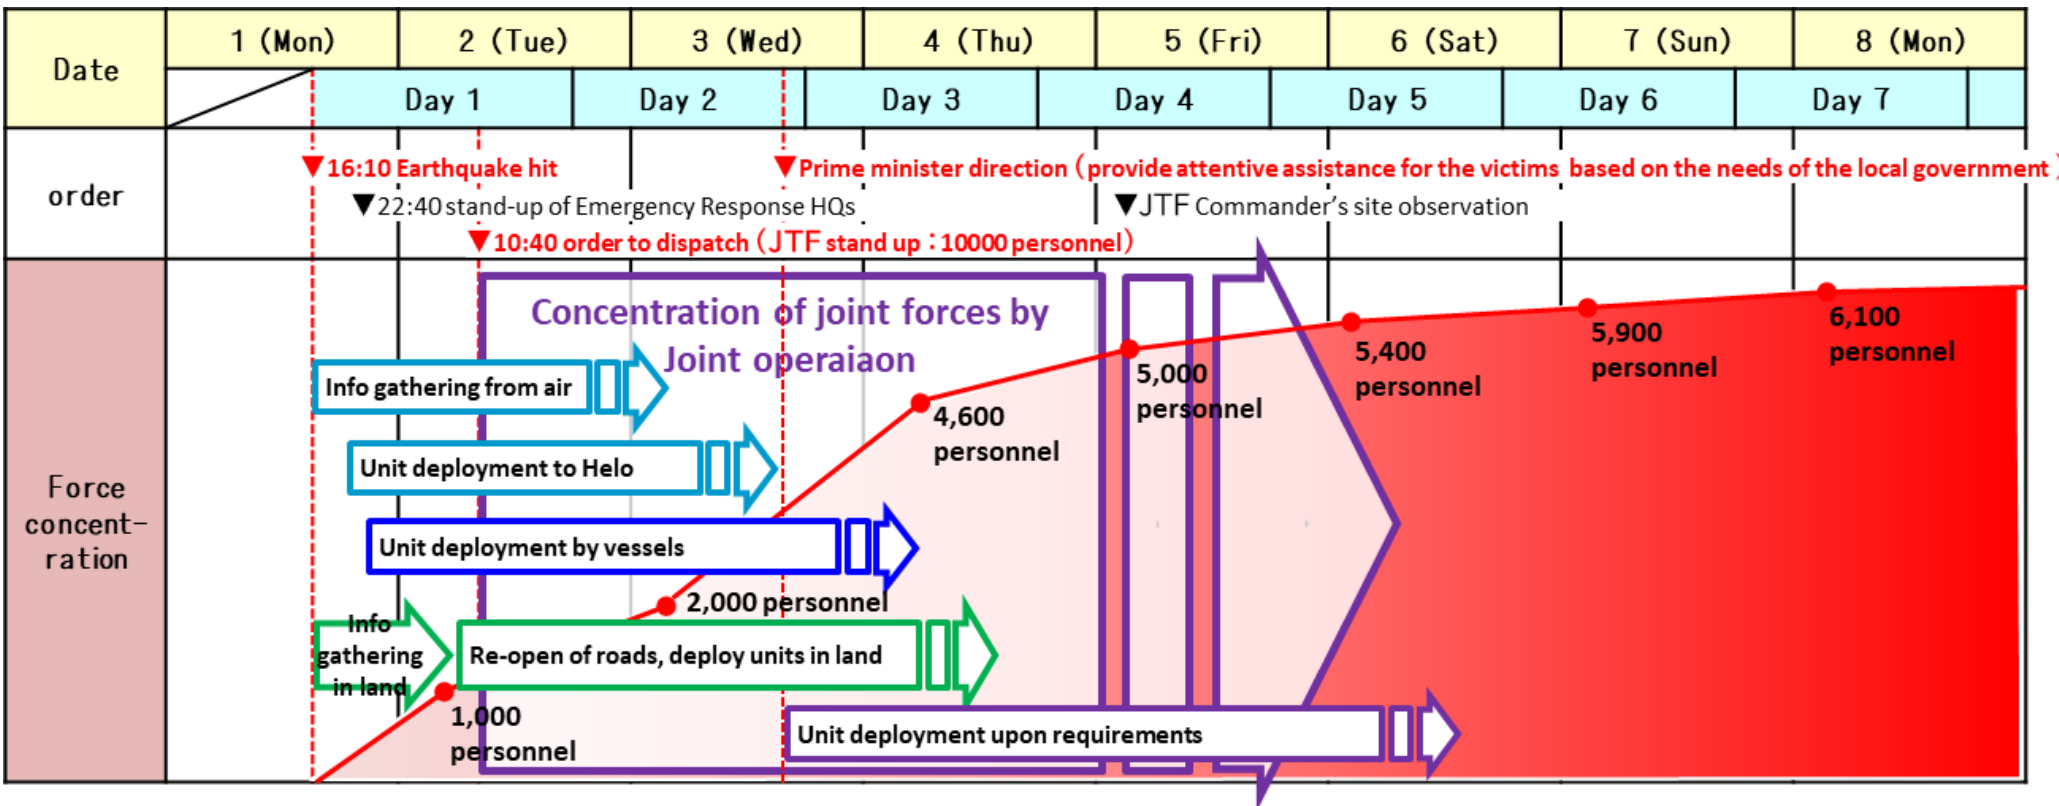 Date
1 (Mon)
2 (Tue)
3 (Wed)
4 (Thu)
5 (Fri)
6 (Sat)
7 (Sun)
8 (Mon)
Day 1
Day 2
Day 3
Day 4
Day 5
Day 6
Day 7
order
▼16:10 Earthquake hit
▼Prime minister direction (provide attentive assistance for the victims based on the needs of the local government)
▼22:40 stand-up of Emergency Response HQs
▼JTF Commander's site observation
▼10:40 order to dispatch (JTF stand up:10000 personnel)
Force
concent-
ration
Concentration of joint forces by
Joint operaiaon
Info gathering from air
Unit deployment to Helo
Unit deployment by vessels
Info
gathering
in land
Re-open of roads, deploy units in land
Unit deployment upon requirements
1,000
personnel
2,000 personnel
4,600
personnel
5,000
personnel
5,400
personnel
5,900
personnel
6,100
personnel